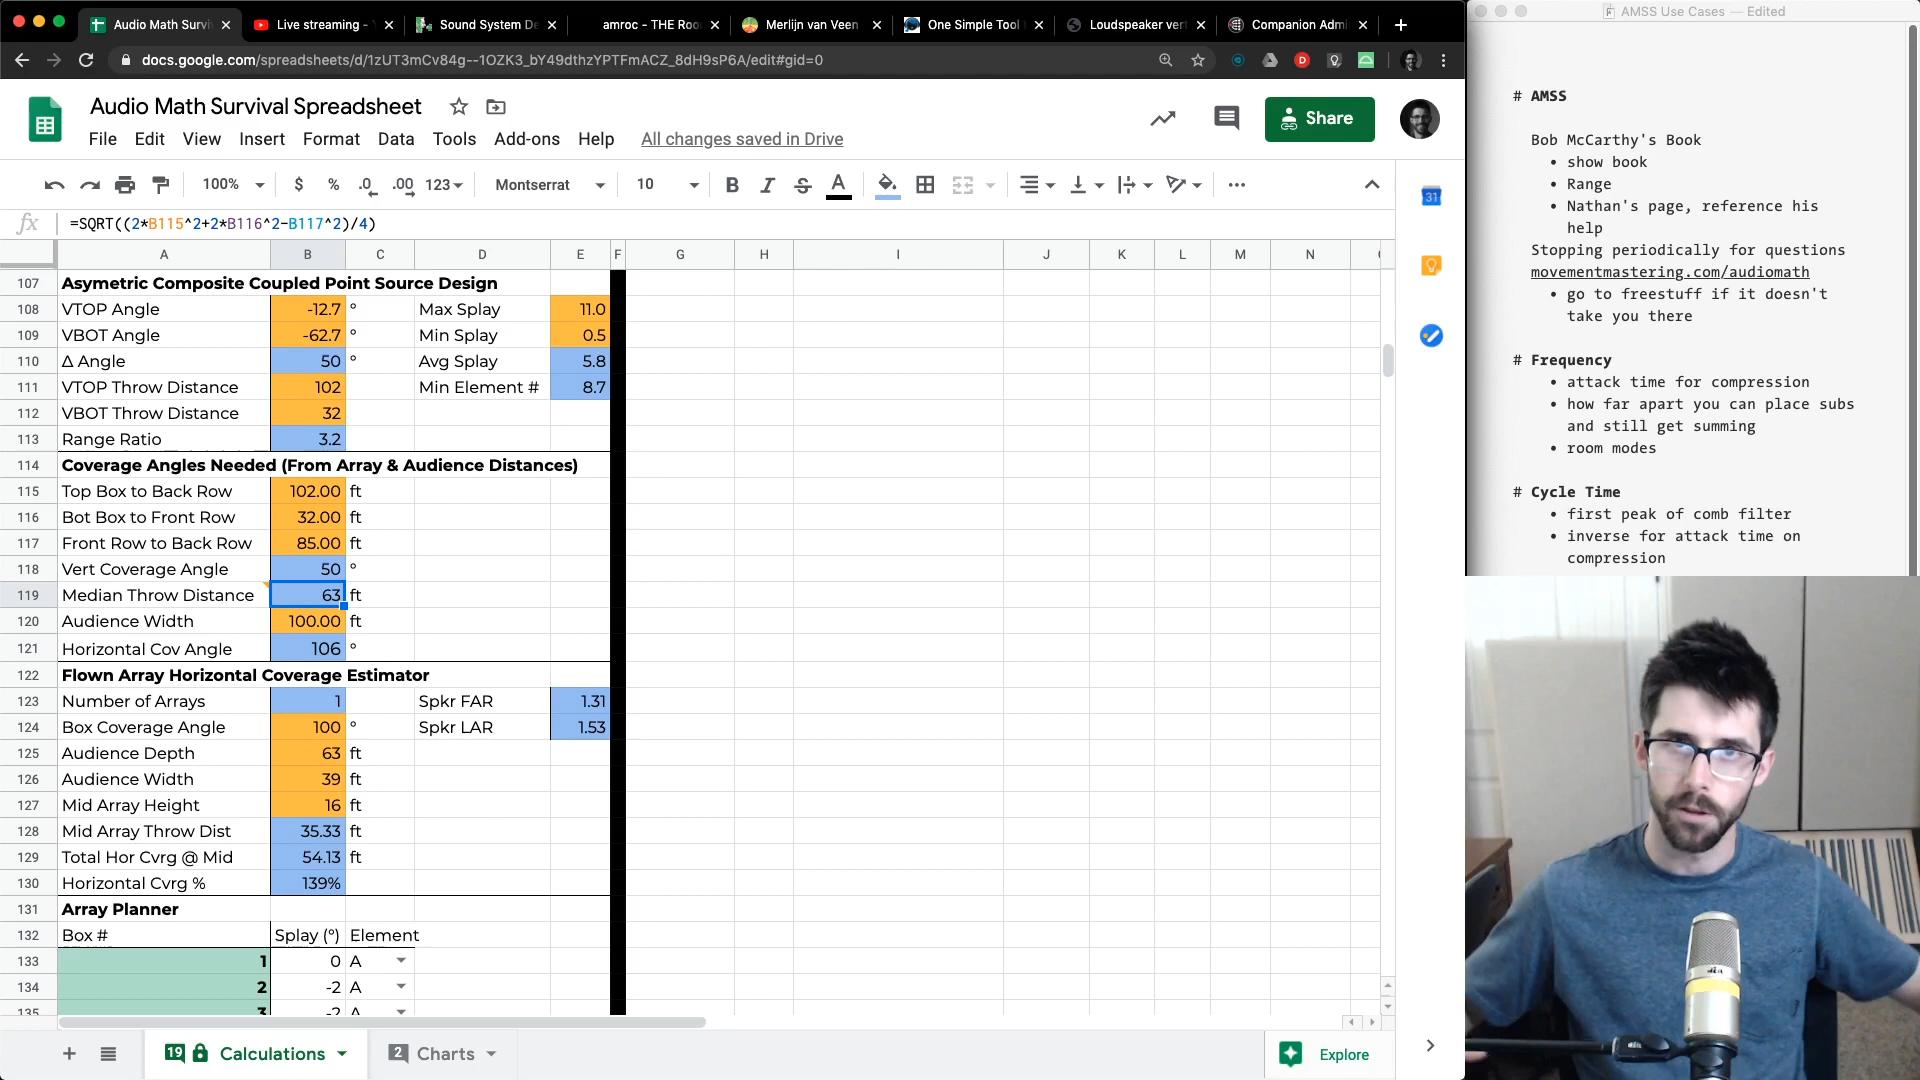 Audio Math Surviv
Live streaming -
Sound System De
amroc - THE Roo
Merlijn van Veen
One Simple Tool
Loudspeaker vert
Companion Admi
docs.google.com/spreadsheets/d/1zUT3mCv84g--1OZK3_bY49dthzYPTFmACZ_8dH9sP6A/edit#gid=0
Audio Math Survival Spreadsheet
Share
File Edit View Insert Format Data Tools Add-ons Help All changes saved in Drive
100% $ % .0 .00 123 Montserrat 10 B I S A
fx =SQRT((2*B115^2+2*B116^2-B117^2)/4)
A B C D E F G H I J K L M N
107 Asymetric Composite Coupled Point Source Design
108 VTOP Angle -12.7 ° Max Splay 11.0
109 VBOT Angle -62.7 ° Min Splay 0.5
110 Δ Angle 50 ° Avg Splay 5.8
111 VTOP Throw Distance 102 Min Element # 8.7
112 VBOT Throw Distance 32
113 Range Ratio 3.2
114 Coverage Angles Needed (From Array & Audience Distances)
115 Top Box to Back Row 102.00 ft
116 Bot Box to Front Row 32.00 ft
117 Front Row to Back Row 85.00 ft
118 Vert Coverage Angle 50 °
119 Median Throw Distance 63 ft
120 Audience Width 100.00 ft
121 Horizontal Cov Angle 106 °
122 Flown Array Horizontal Coverage Estimator
123 Number of Arrays 1 Spkr FAR 1.31
124 Box Coverage Angle 100 ° Spkr LAR 1.53
125 Audience Depth 63 ft
126 Audience Width 39 ft
127 Mid Array Height 16 ft
128 Mid Array Throw Dist 35.33 ft
129 Total Hor Cvrg @ Mid 54.13 ft
130 Horizontal Cvrg % 139%
131 Array Planner
132 Box # Splay (°) Element
133 1 0 A
134 2 -2 A
135 3 -2 A
19 Calculations
2 Charts
Explore
31
AMSS Use Cases — Edited
# AMSS
Bob McCarthy's Book
• show book
• Range
• Nathan's page, reference his
help
Stopping periodically for questions
movementmastering.com/audiomath
• go to freestuff if it doesn't
take you there
# Frequency
• attack time for compression
• how far apart you can place subs
and still get summing
• room modes
# Cycle Time
• first peak of comb filter
• inverse for attack time on
compression